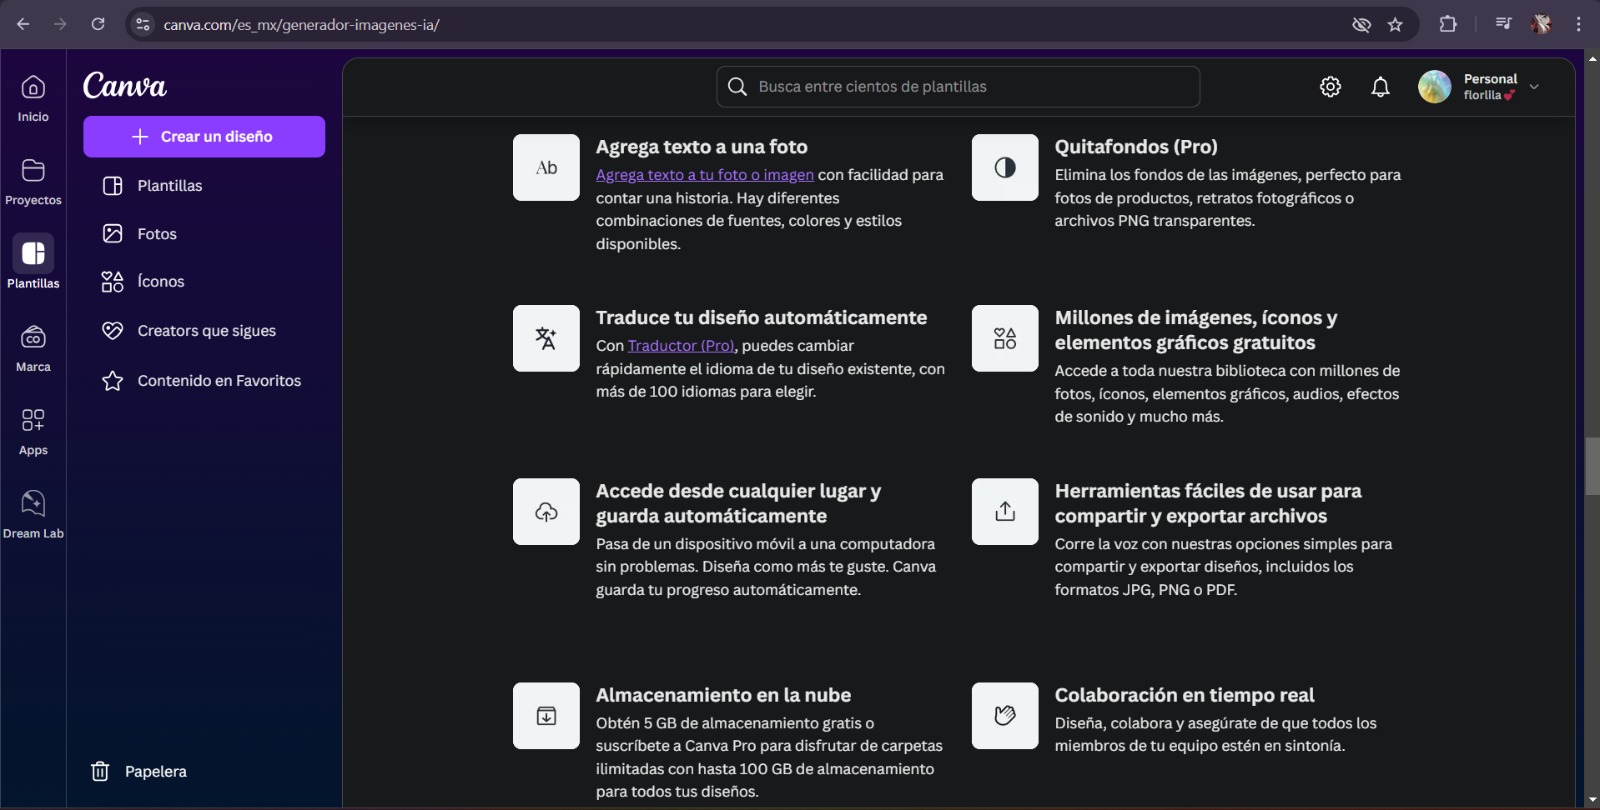 canva.com/es_mx/generador-imagenes-ia/
Inicio
Proyectos
Plantillas
Marca
CO
Apps
Dream Lab
Canva
Crear un diseño
Plantillas
Fotos
Íconos
Creators que sigues
Contenido en Favoritos
Papelera
Busca entre cientos de plantillas
Personal
florlila💕
Ab
Agrega texto a una foto
Agrega texto a tu foto o imagen con facilidad para
contar una historia. Hay diferentes
combinaciones de fuentes, colores y estilos
disponibles.
Quitafondos (Pro)
Elimina los fondos de las imágenes, perfecto para
fotos de productos, retratos fotográficos o
archivos PNG transparentes.
Traduce tu diseño automáticamente
Con Traductor (Pro), puedes cambiar
rápidamente el idioma de tu diseño existente, con
más de 100 idiomas para elegir.
Millones de imágenes, íconos y
elementos gráficos gratuitos
Accede a toda nuestra biblioteca con millones de
fotos, íconos, elementos gráficos, audios, efectos
de sonido y mucho más.
Accede desde cualquier lugar y
guarda automáticamente
Pasa de un dispositivo móvil a una computadora
sin problemas. Diseña como más te guste. Canva
guarda tu progreso automáticamente.
Herramientas fáciles de usar para
compartir y exportar archivos
Corre la voz con nuestras opciones simples para
compartir y exportar diseños, incluidos los
formatos JPG, PNG o PDF.
Almacenamiento en la nube
Obtén 5 GB de almacenamiento gratis o
suscríbete a Canva Pro para disfrutar de carpetas
ilimitadas con hasta 100 GB de almacenamiento
para todos tus diseños.
Colaboración en tiempo real
Diseña, colabora y asegúrate de que todos los
miembros de tu equipo estén en sintonía.